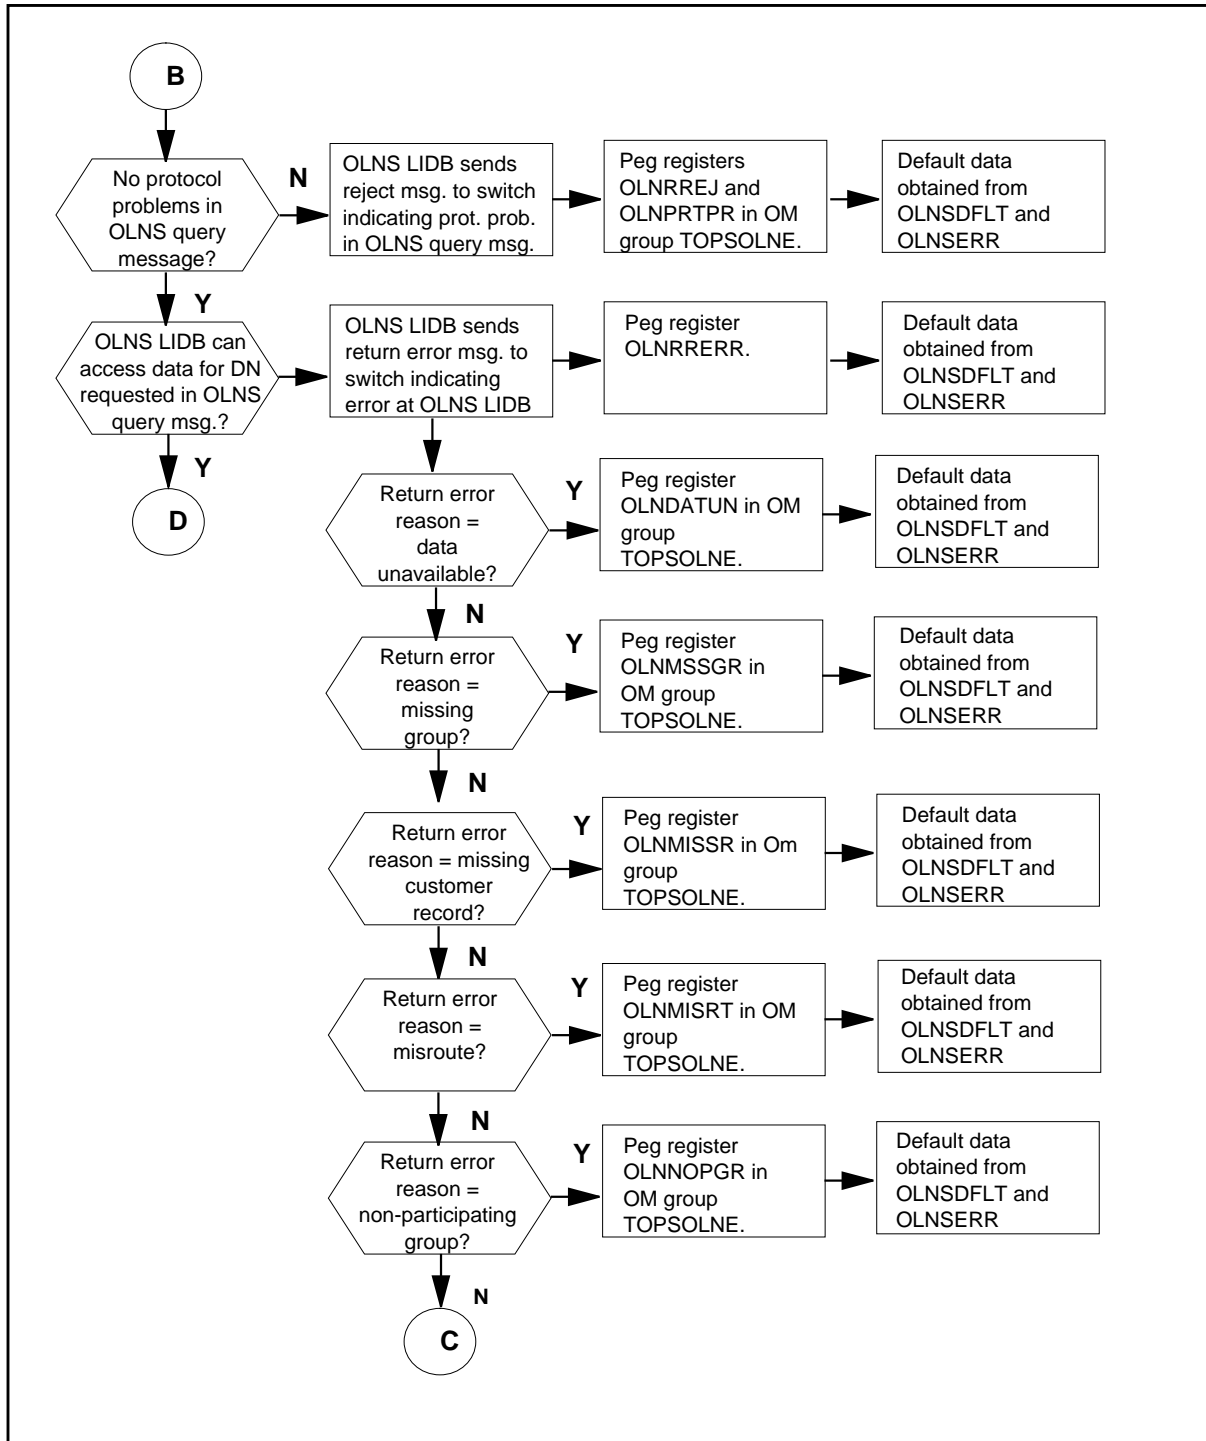 B
No protocol
problems in
OLNS query
message?
N
OLNS LIDB sends
reject msg. to switch
indicating prot. prob.
in OLNS query msg.
Peg registers
OLNRREJ and
OLNPRTPR in OM
group TOPSOLNE.
Default data
obtained from
OLNSDFLT and
OLNSERR
Y
OLNS LIDB can
access data for DN
requested in OLNS
query msg.?
OLNS LIDB sends
return error msg. to
switch indicating
error at OLNS LIDB
Peg register
OLNRRERR.
Default data
obtained from
OLNSDFLT and
OLNSERR
Y
D
Return error
reason =
data
unavailable?
Y
Peg register
OLNDATUN in OM
group
TOPSOLNE.
Default data
obtained from
OLNSDFLT and
OLNSERR
N
Return error
reason =
missing
group?
Y
Peg register
OLNMSSGR in
OM group
TOPSOLNE.
Default data
obtained from
OLNSDFLT and
OLNSERR
N
Return error
reason = missing
customer
record?
Y
Peg register
OLNMISSR in Om
group
TOPSOLNE.
Default data
obtained from
OLNSDFLT and
OLNSERR
N
Return error
reason =
misroute?
Y
Peg register
OLNMISRT in OM
group
TOPSOLNE.
Default data
obtained from
OLNSDFLT and
OLNSERR
N
Return error
reason =
non-participating
group?
Y
Peg register
OLNNOPGR in
OM group
TOPSOLNE.
Default data
obtained from
OLNSDFLT and
OLNSERR
N
C